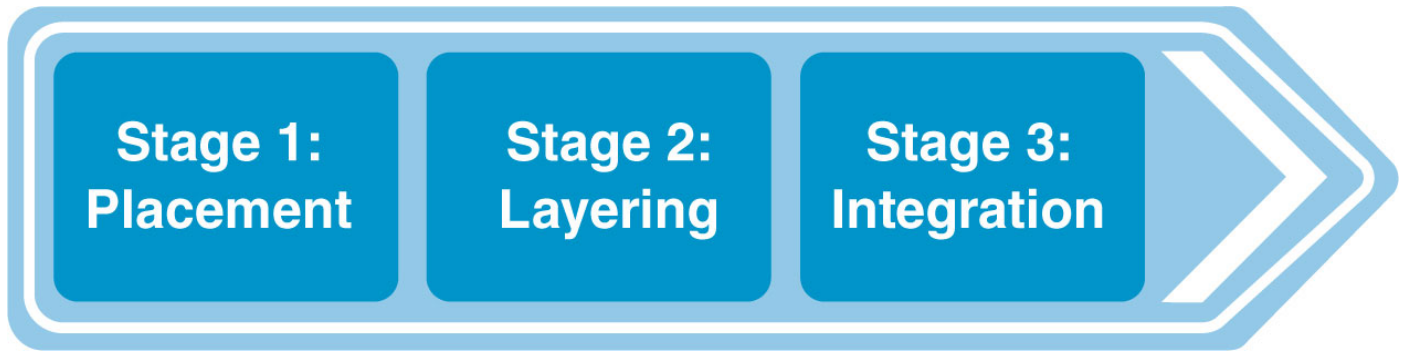 Stage 1:
Placement
Stage 2:
Layering
Stage 3:
Integration